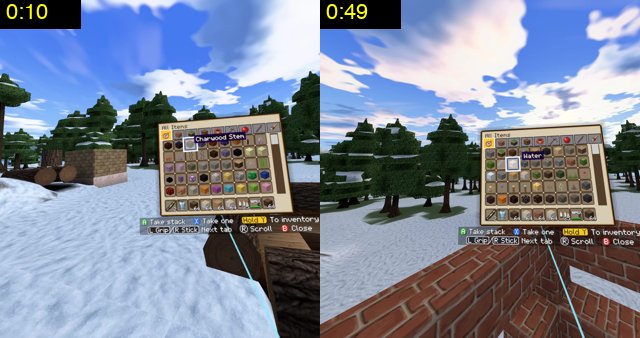 0:10
All Items
Charwood Stem
A Take stack X Take one Hold Y To inventory
L Grip/R Stick Next tab R Scroll B Close
0:49
All Items
Water
A Take stack X Take one Hold Y To inventory
L Grip/R Stick Next tab R Scroll B Close